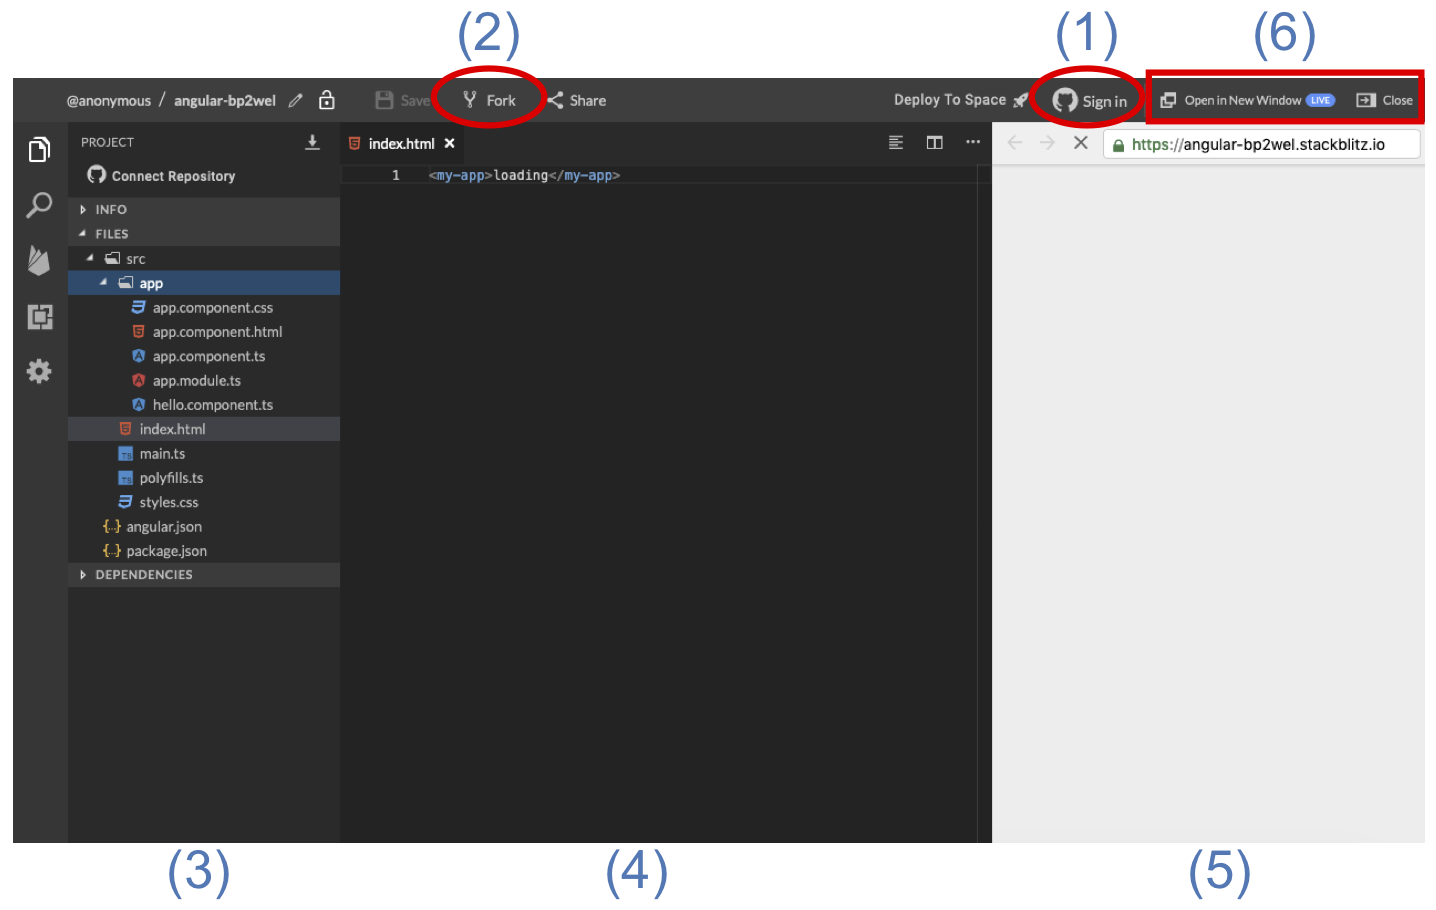 (2) (1) (6)
@anonymous / angular-bp2wel Save Fork Share Deploy To Space Sign in Open in New Window LIVE Close
PROJECT index.html https://angular-bp2wel.stackblitz.io
Connect Repository 1 <my-app>loading</my-app>
INFO
FILES
src
app
app.component.css
app.component.html
app.component.ts
app.module.ts
hello.component.ts
index.html
TS main.ts
TS polyfills.ts
styles.css
{..} angular.json
{..} package.json
DEPENDENCIES
(3) (4) (5)